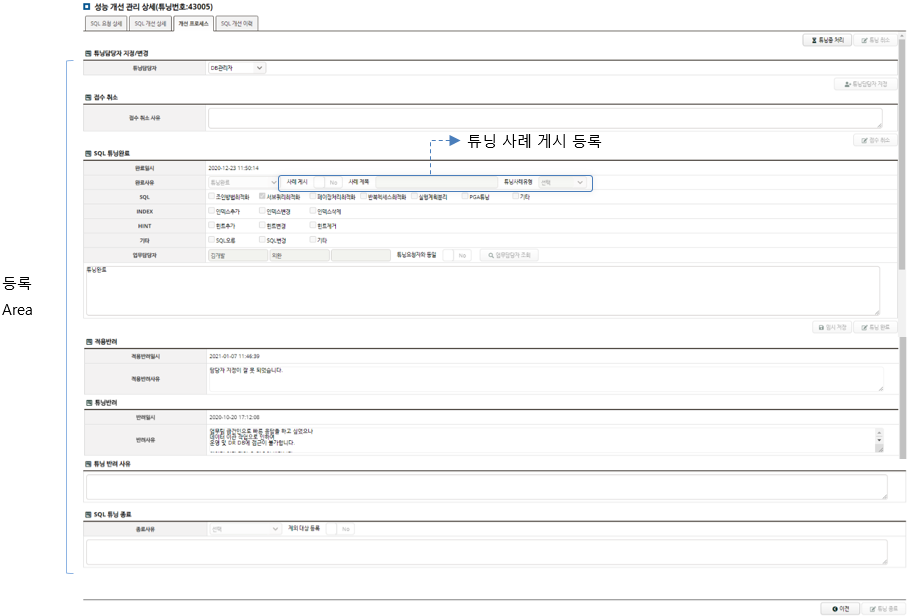 성능 개선 관리 상세(튜닝번호:43005)
SQL 요청 상세 SQL 개선 상세 개선 프로세스 SQL 개선 이력
튜닝중 처리 튜닝 취소
튜닝담당자 지정/변경
튜닝담당자 DB관리자
튜닝담당자 저장
접수 취소
접수 취소 사유
접수 취소
튜닝 사례 게시 등록
SQL 튜닝완료
완료일시 2020-12-23 11:50:14
완료사유 튜닝완료 사례 게시 No 사례 제목 튜닝사례유형 선택
SQL 조인방법최적화 서브쿼리최적화 페이징처리최적화 반복억세스최적화 실행계획분리 PGA튜닝 기타
INDEX 인덱스추가 인덱스변경 인덱스삭제
HINT 힌트추가 힌트변경 힌트제거
기타 SQL오류 SQL변경 기타
업무담당자 김개발 외환 튜닝요청자와 동일 No 업무담당자 조회
튜닝완료
등록
Area
임시 저장 튜닝 완료
적용반려
적용반려일시 2021-01-07 11:46:39
적용반려사유 담당자 지정이 잘 못 되었습니다.
튜닝반려
반려일시 2020-10-20 17:12:08
반려사유 업무팀 관건민으로 빠른 응답을 하고 싶었으나
데이터 이관 작업으로 인하여
운영 및 DR DB에 접근이 불가합니다.
튜닝 반려 사유
SQL 튜닝 종료
종료사유 선택 제외 대상 등록 No
이전 튜닝 종료